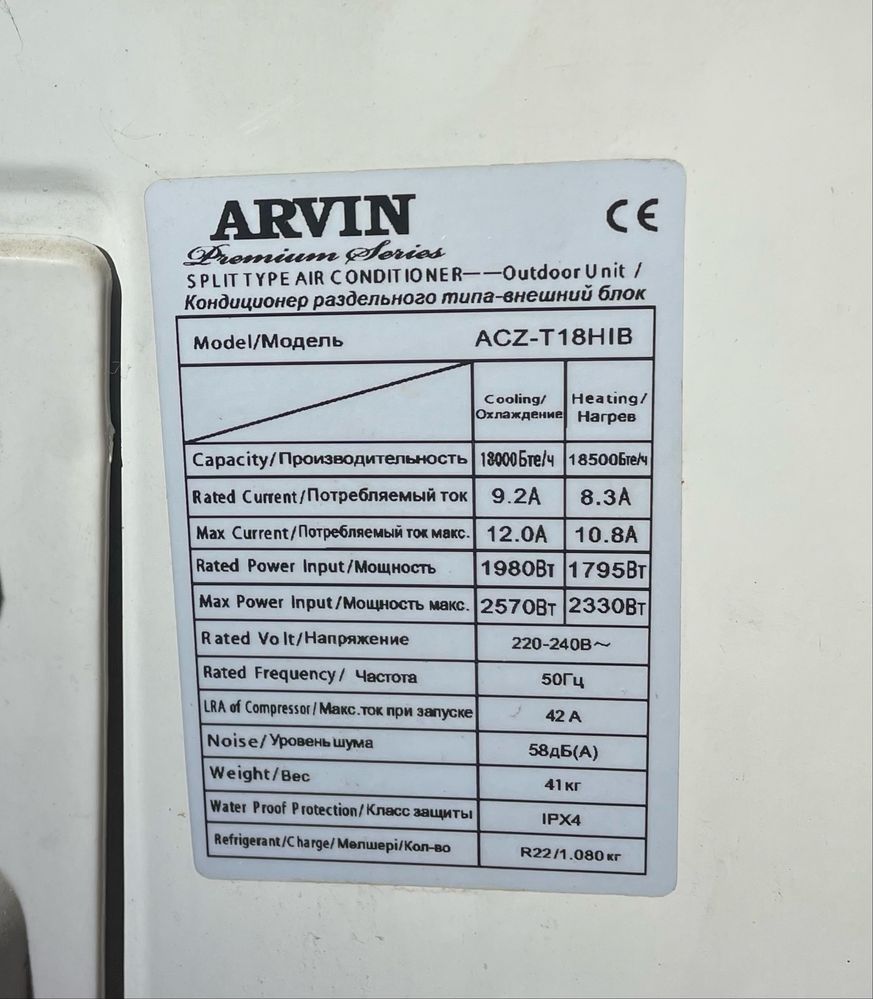 ARVIN
CE
Premium Series
SPLIT TYPE AIR CONDITIONER——Outdoor Unit /
Кондиционер раздельного типа-внешний блок
Model/Модель ACZ-T18HIB
Cooling/ Heating/
Охлаждение Нагрев
Capacity/Производительность 18000Бте/ч 18500Бте/ч
Rated Current/Потребляемый ток 9.2A 8.3A
Max Current/Потребляемый ток макс. 12.0A 10.8A
Rated Power Input/Мощность 1980Вт 1795Вт
Max Power Input/Мощность макс. 2570Вт 2330Вт
Rated Volt/Напряжение 220-240В~
Rated Frequency/ Частота 50Гц
LRA of Compressor/Макс.ток при запуске 42 A
Noise/Уровень шума 58дБ(А)
Weight/Вес 41кг
Water Proof Protection/Класс защиты IPX4
Refrigerant/Charge/Мөлшері/Кол-во R22/1.080кг